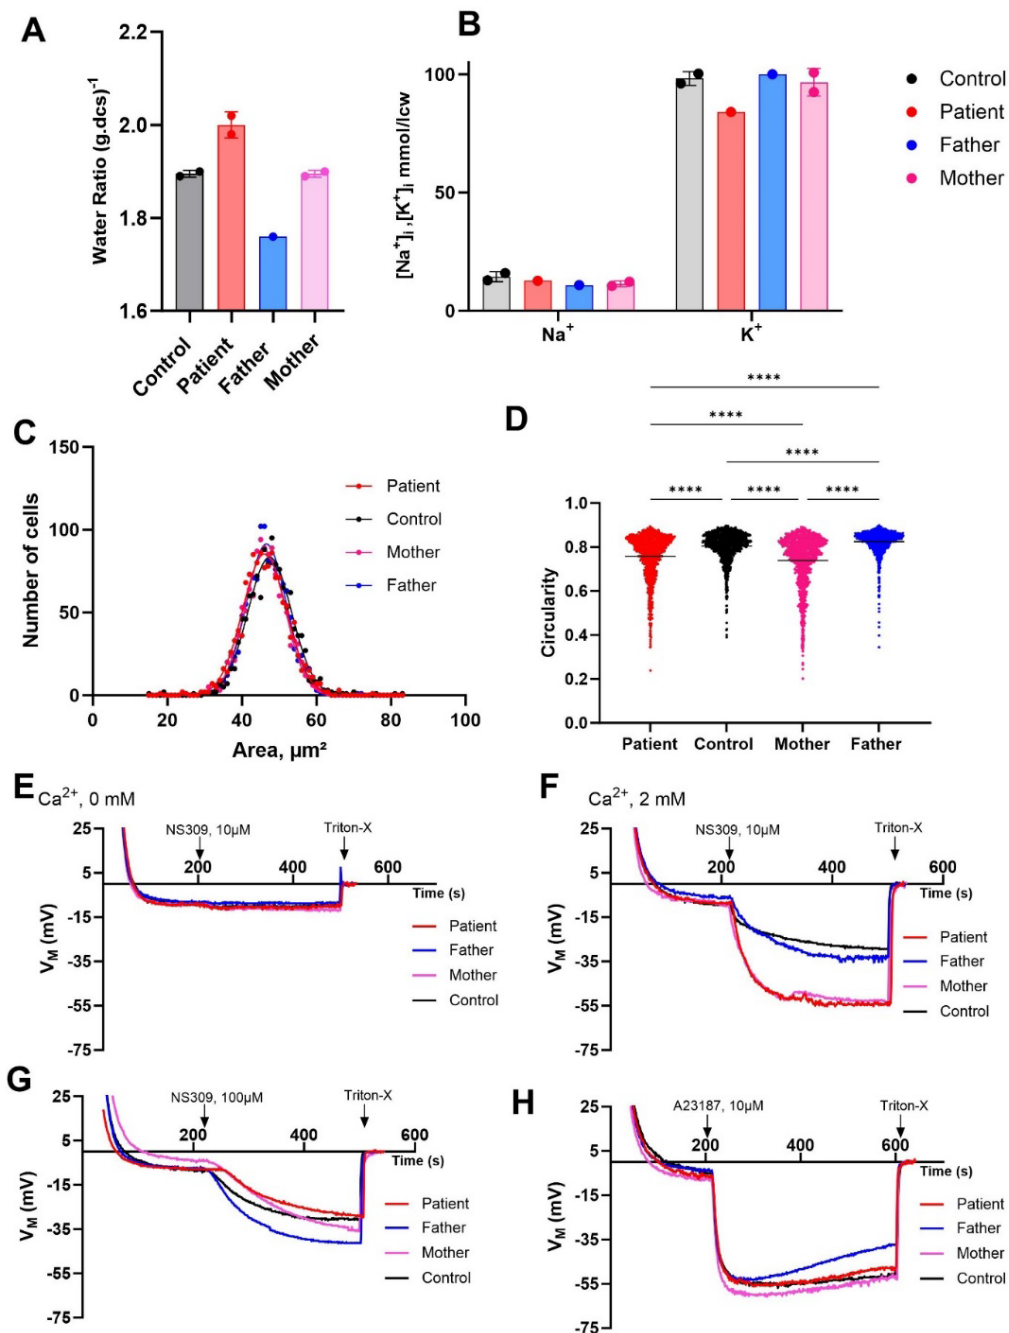 A
Water Ratio (g.dcs)⁻¹
2.2
2.0
1.8
1.6
Control
Patient
Father
Mother
B
[Na⁺]ᵢ ,[K⁺]ᵢ mmol/lcw
100
50
0
Na⁺
K⁺
Control
Patient
Father
Mother
C
Number of cells
150
100
50
0
0 20 40 60 80 100
Area, µm²
Patient
Control
Mother
Father
D
****
****
****
**** **** ****
Circularity
1.0
0.8
0.6
0.4
0.2
0.0
Patient Control Mother Father
E
Ca²⁺, 0 mM
NS309, 10µM
Triton-X
V_M (mV)
25
5
-15
-35
-55
-75
200 400 600
Time (s)
Patient
Father
Mother
Control
F
Ca²⁺, 2 mM
NS309, 10µM
Triton-X
V_M (mV)
25
5
-15
-35
-55
-75
200 400 600
Time (s)
Patient
Father
Mother
Control
G
NS309, 100µM
Triton-X
V_M (mV)
25
5
-15
-35
-55
-75
200 400 600
Time (s)
Patient
Father
Mother
Control
H
A23187, 10µM
Triton-X
V_M (mV)
25
5
-15
-35
-55
-75
200 400 600
Time (s)
Patient
Father
Mother
Control